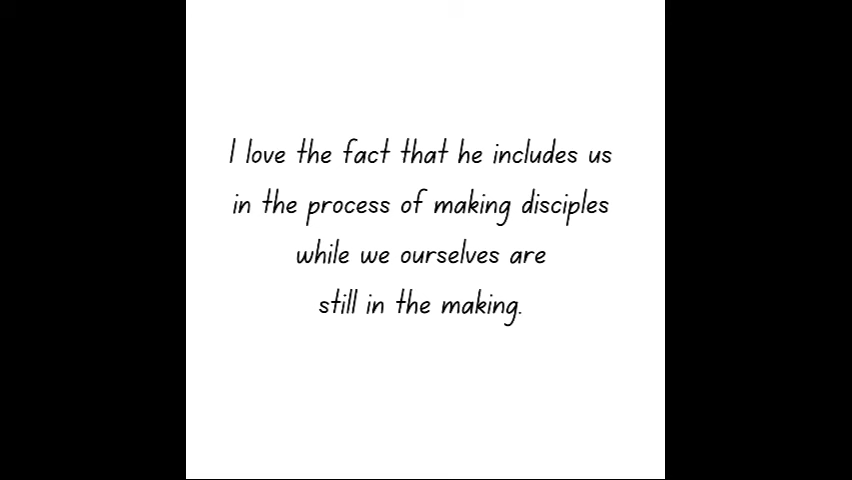 I love the fact that he includes us
in the process of making disciples
while we ourselves are
still in the making.